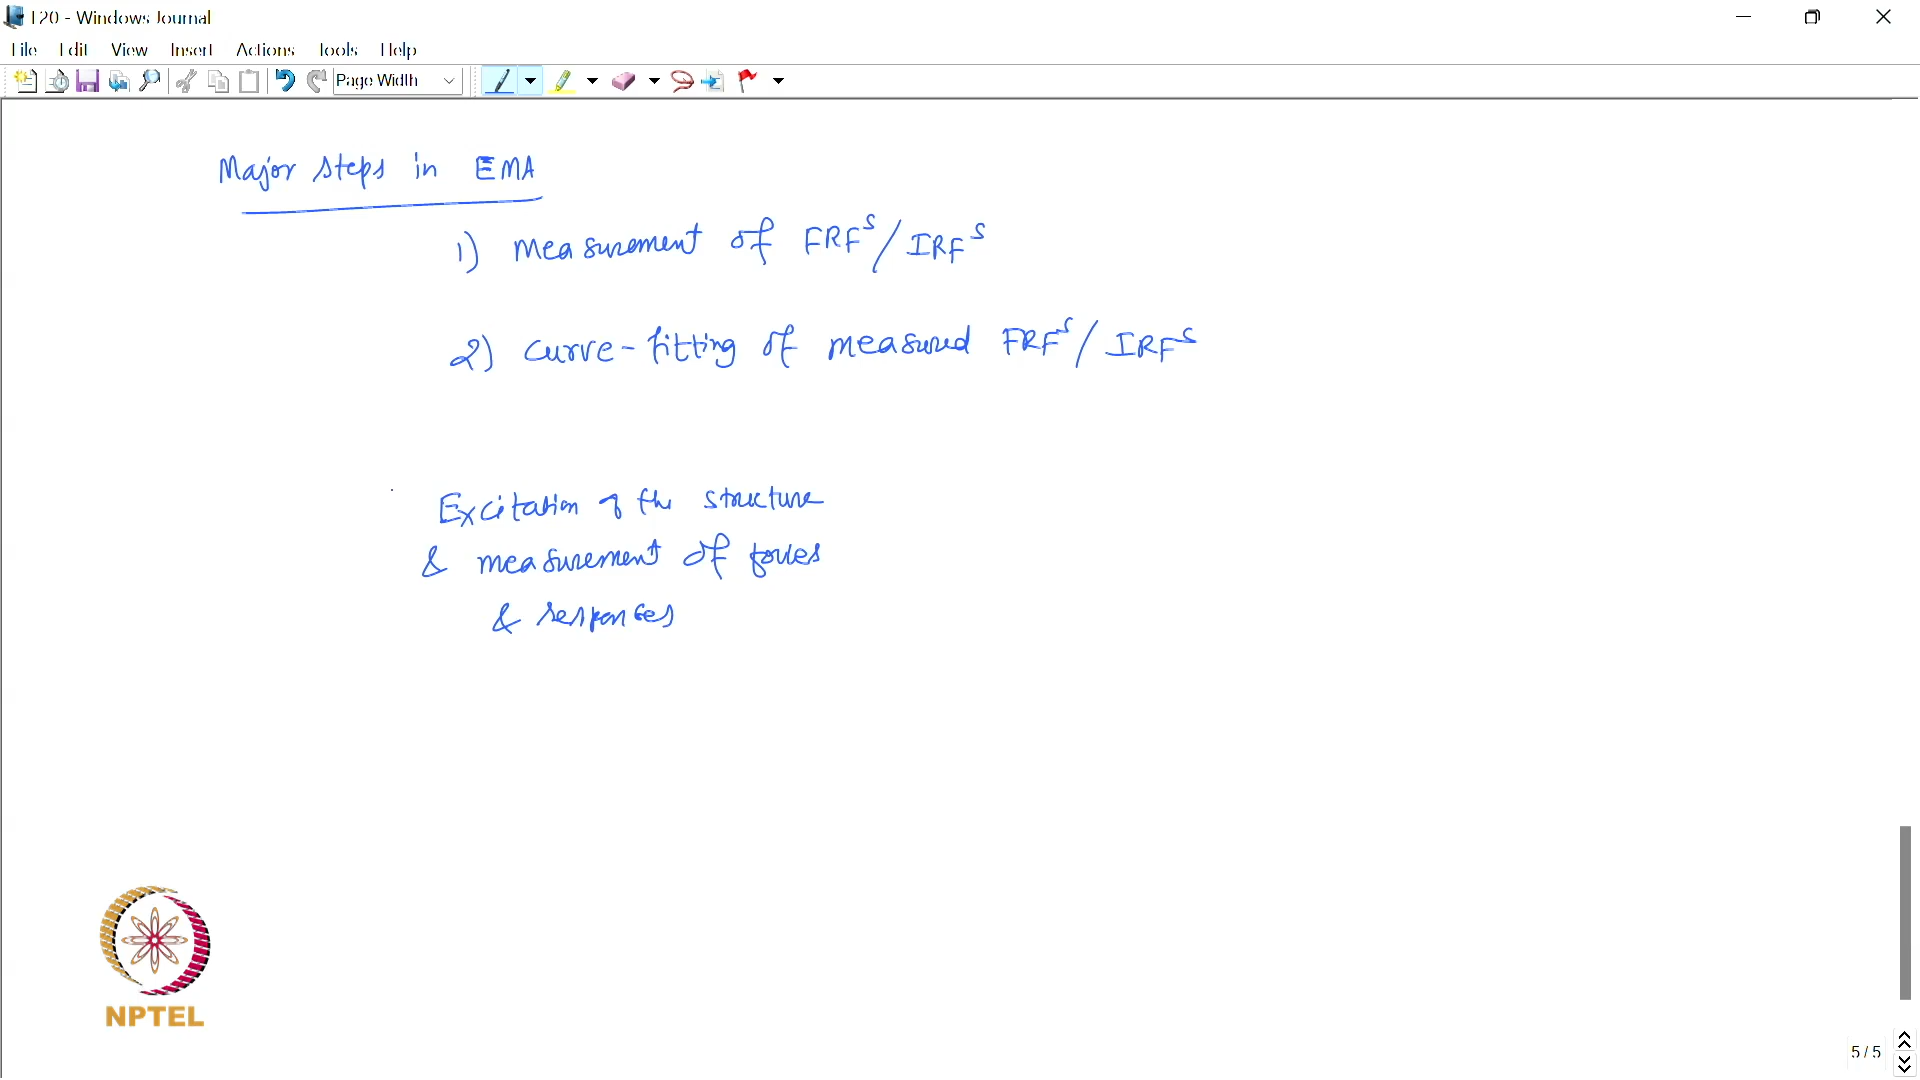 L20 - Windows Journal
File Edit View Insert Actions Tools Help
Page Width
Major steps in EMA
1) measurement of FRFs/IRFs
2) curve-fitting of measured FRFs/IRFs
Excitation of the structure
& measurement of forces
& responses
NPTEL
5/5